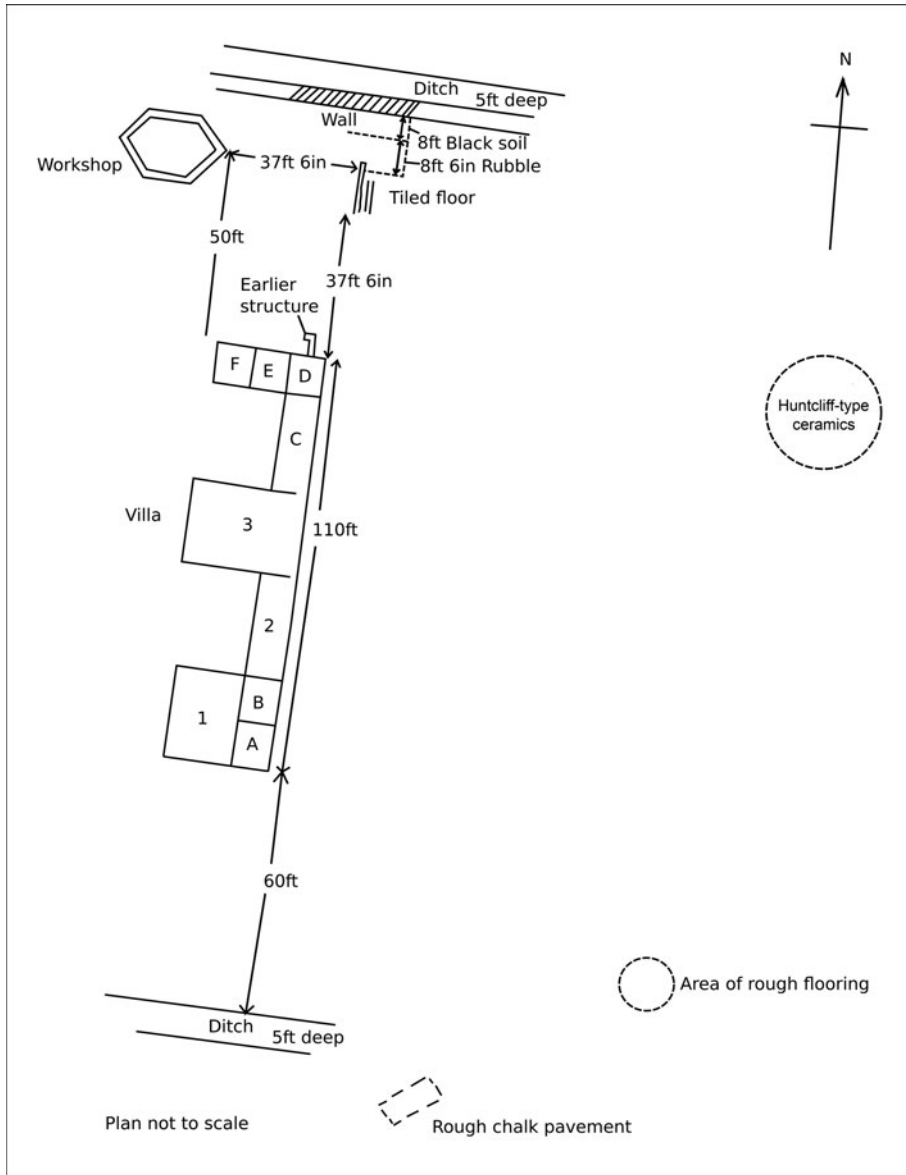 N
Ditch
5ft deep
Wall
8ft Black soil
Workshop
37ft 6in
8ft 6in Rubble
Tiled floor
50ft
Earlier
structure
37ft 6in
F
E
D
Huntcliff-type
ceramics
C
Villa
3
110ft
2
1
B
A
60ft
Area of rough flooring
Ditch
5ft deep
Plan not to scale
Rough chalk pavement